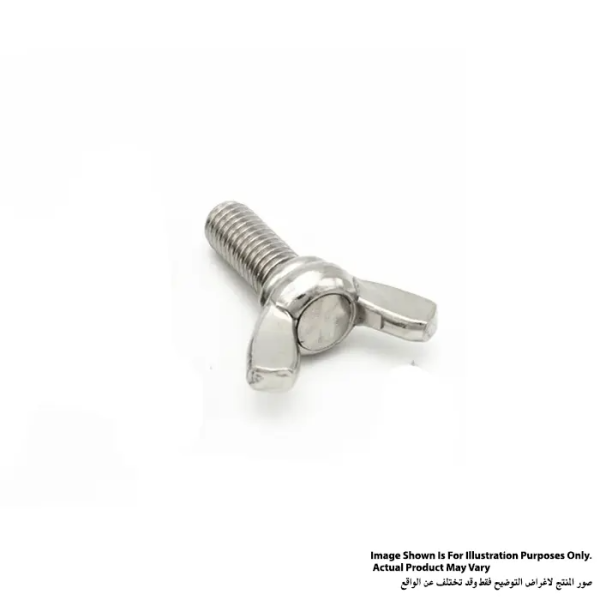 Image Shown Is For Illustration Purposes Only.
Actual Product May Vary
صور المنتج لاغراض التوضيح فقط وقد تختلف عن الواقع